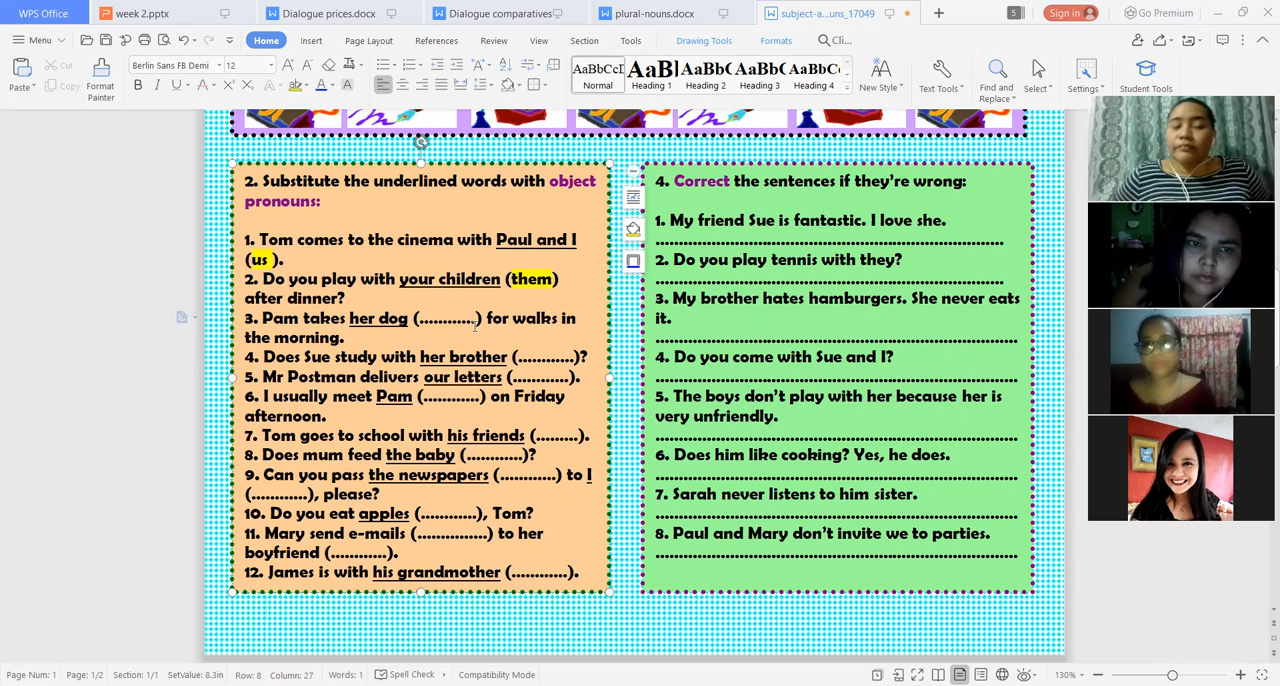 WPS Office
week 2.pptx
Dialogue prices.docx
Dialogue comparatives
plural-nouns.docx
subject-a...uns_17049
S
Sign in
Go Premium
Menu
Home
Insert
Page Layout
References
Review
View
Section
Tools
Drawing Tools
Formats
Cli...
Paste
Cut
Copy
Format Painter
Berlin Sans FB Demi
12
AaBbCcI
Normal
AaBl
Heading 1
AaBb(
Heading 2
AaBbC
Heading 3
AaBbC
Heading 4
New Style
Text Tools
Find and Replace
Select
Settings
Student Tools
2. Substitute the underlined words with object
pronouns:
1. Tom comes to the cinema with Paul and I
(us ).
2. Do you play with your children (them)
after dinner?
3. Pam takes her dog (...........) for walks in
the morning.
4. Does Sue study with her brother (...........)?
5. Mr Postman delivers our letters (...........).
6. I usually meet Pam (...........) on Friday
afternoon.
7. Tom goes to school with his friends (.........).
8. Does mum feed the baby (...........)?
9. Can you pass the newspapers (...........) to I
(...........), please?
10. Do you eat apples (...........), Tom?
11. Mary send e-mails (..............) to her
boyfriend (...........).
12. James is with his grandmother (...........).
4. Correct the sentences if they're wrong:
1. My friend Sue is fantastic. I love she.
2. Do you play tennis with they?
3. My brother hates hamburgers. She never eats
it.
4. Do you come with Sue and I?
5. The boys don't play with her because her is
very unfriendly.
6. Does him like cooking? Yes, he does.
7. Sarah never listens to him sister.
8. Paul and Mary don't invite we to parties.
Page Num: 1
Page: 1/2
Section: 1/1
SetValue: 8.3in
Row: 8
Column: 27
Words: 1
Spell Check
Compatibility Mode
130%